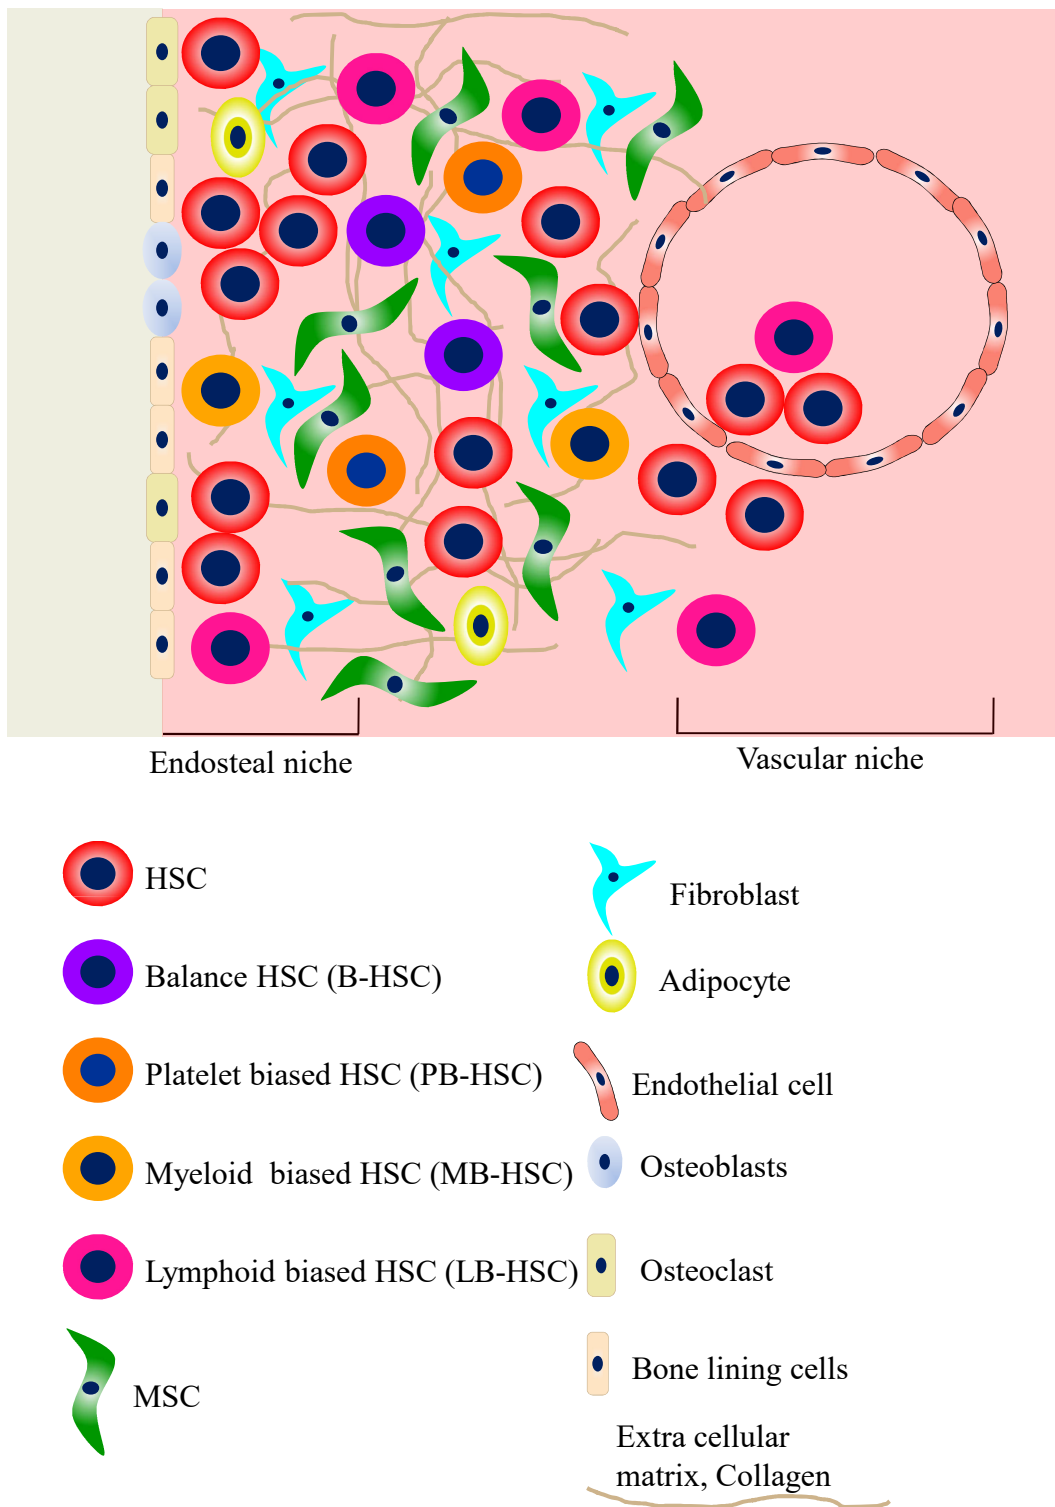 Endosteal niche
Vascular niche
HSC
Fibroblast
Balance HSC (B-HSC)
Adipocyte
Platelet biased HSC (PB-HSC)
Endothelial cell
Myeloid  biased HSC (MB-HSC)
Osteoblasts
Lymphoid biased HSC (LB-HSC)
Osteoclast
MSC
Bone lining cells
Extra cellular
matrix, Collagen